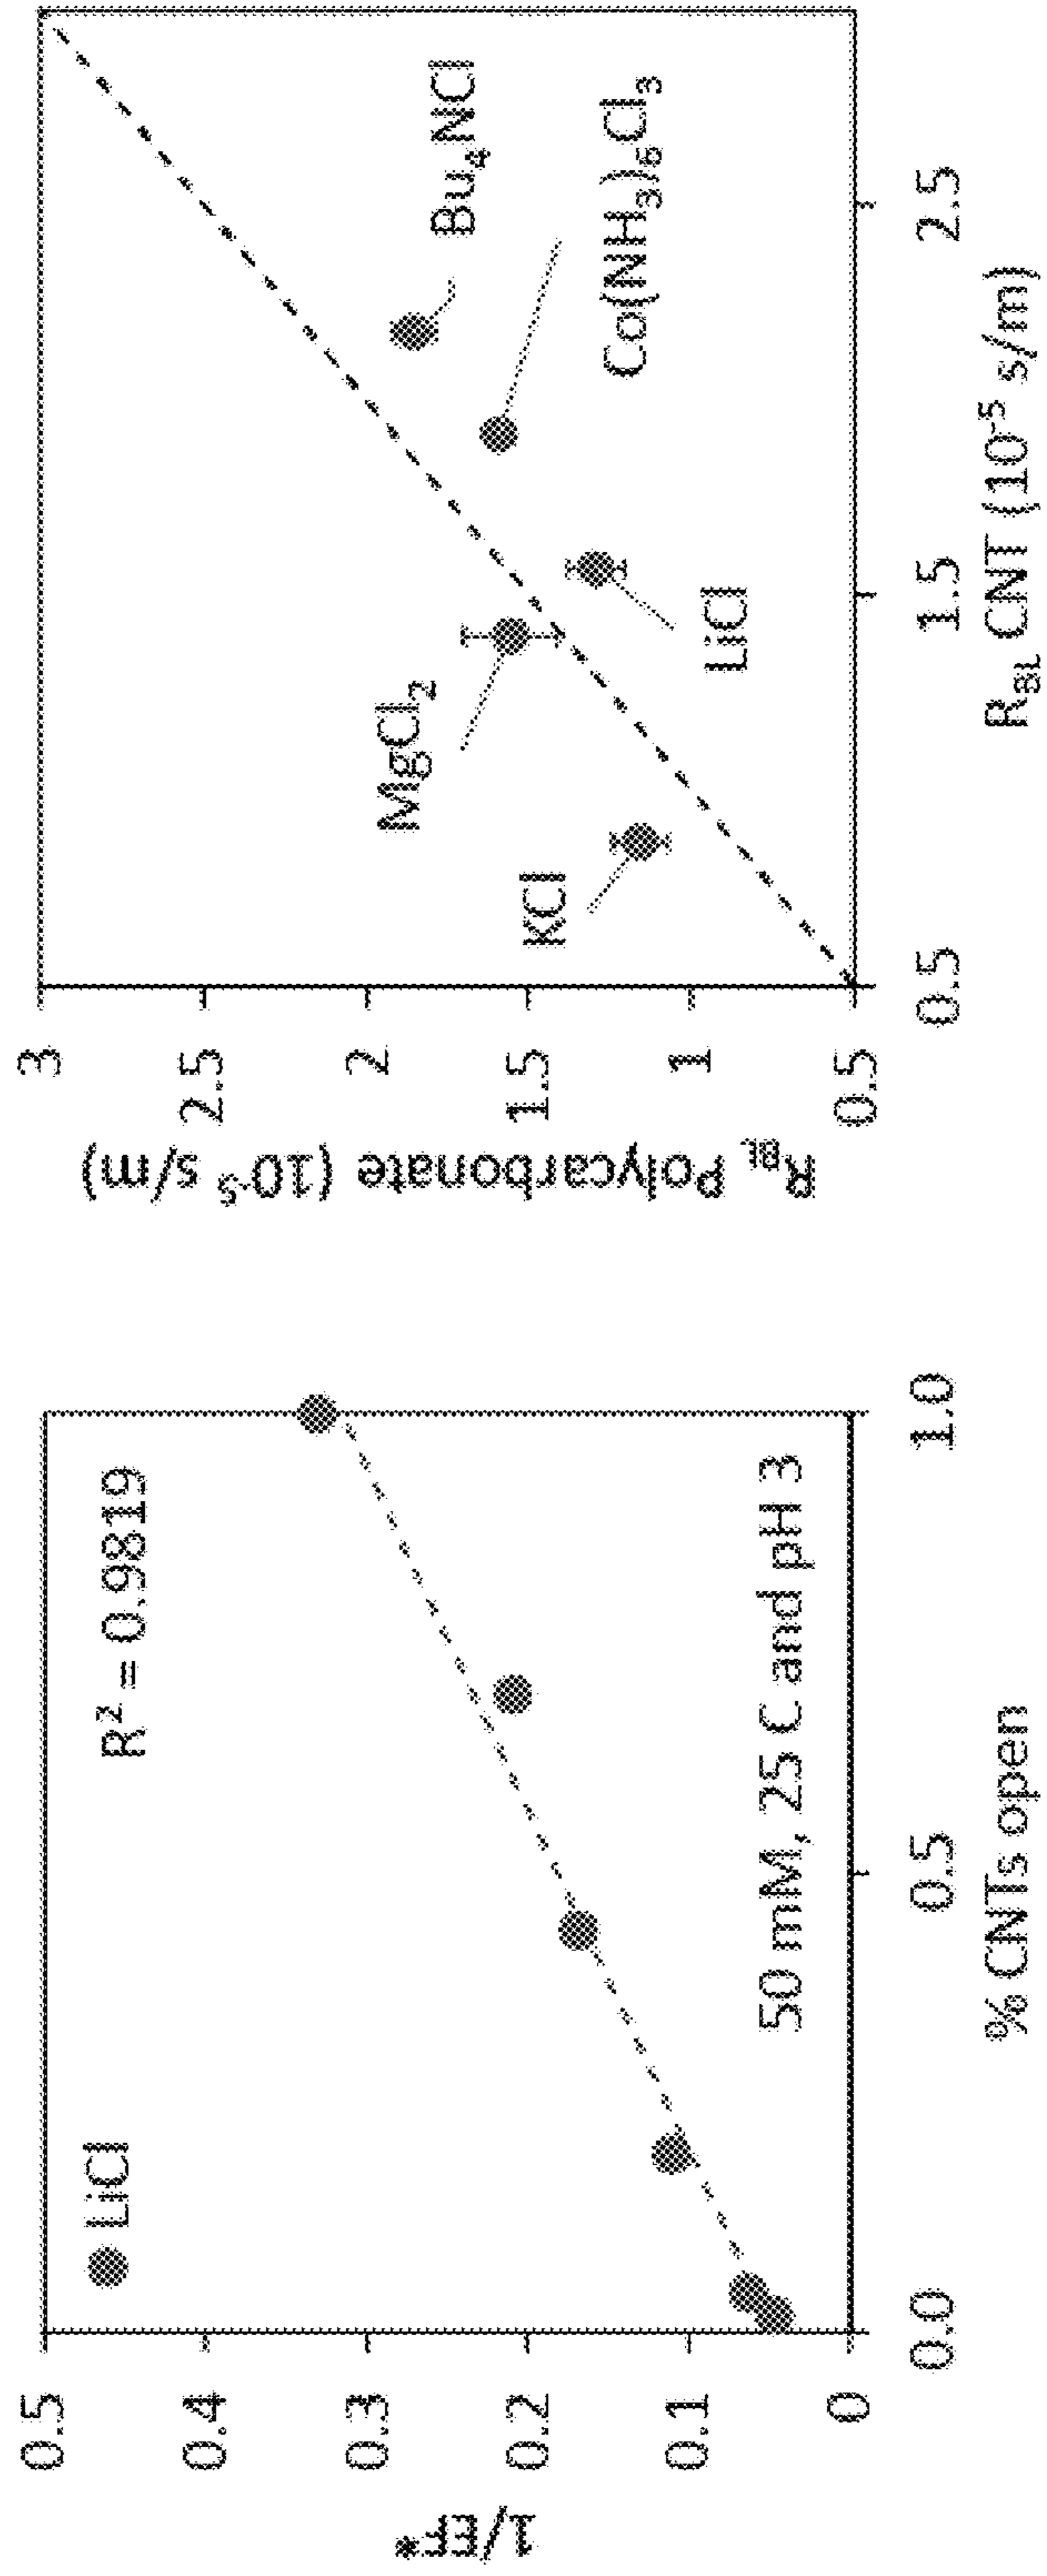 1/EF*
0.5
0.4
0.3
0.2
0.1
0
LiCl
R² = 0.9819
50 mM, 25 C and pH 3
0.0
0.5
1.0
% CNTs open
R_BL Polycarbonate (10⁻⁵ s/m)
3
2.5
2
1.5
1
0.5
KCl
MgCl₂
LiCl
Bu₄NCl
Co(NH₃)₆Cl₃
0.5
1.5
2.5
R_BL CNT (10⁻⁵ s/m)